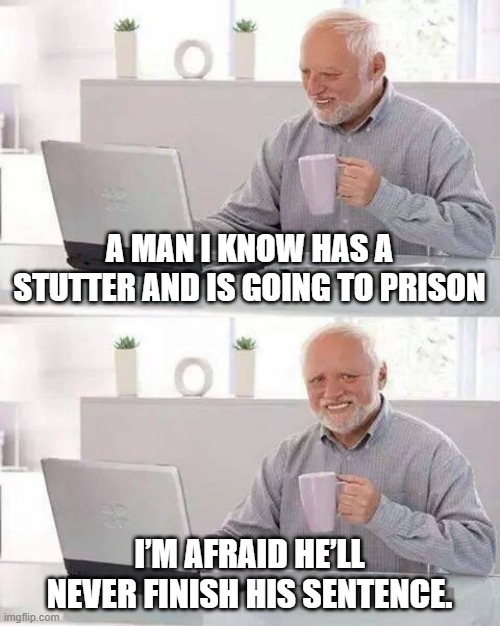 A MAN I KNOW HAS A
STUTTER AND IS GOING TO PRISON
I’M AFRAID HE’LL
NEVER FINISH HIS SENTENCE.
imgflip.com